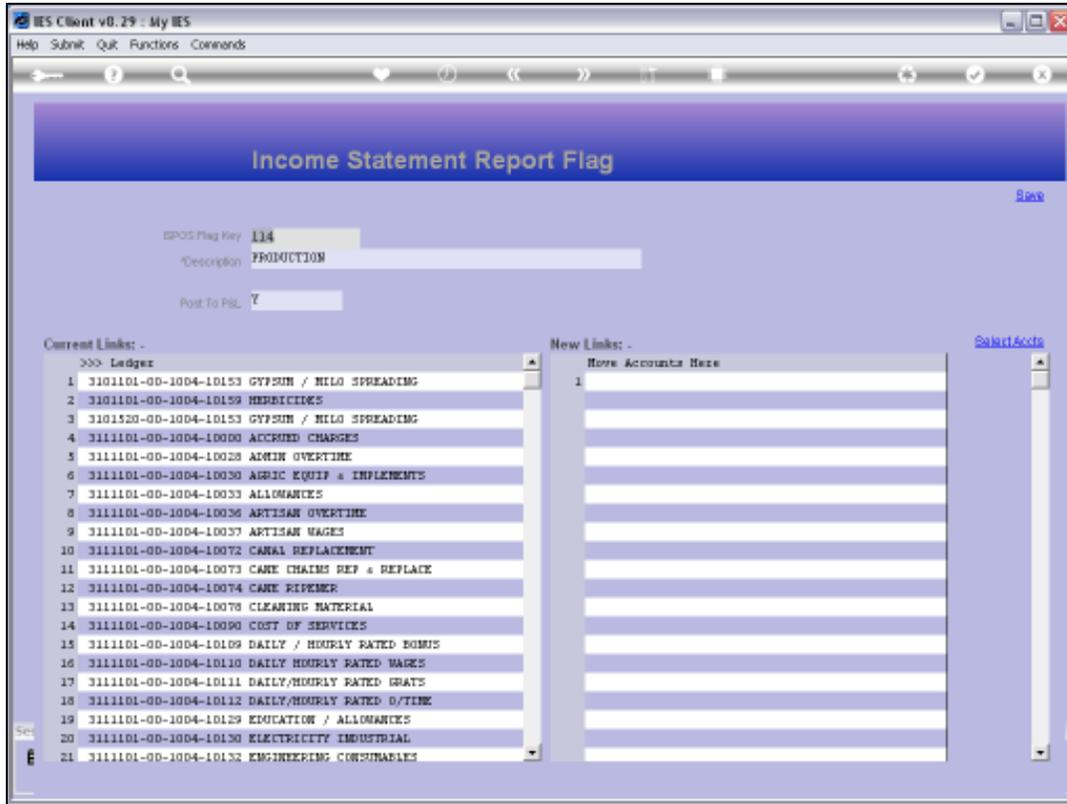 IES Client v8.29 : My IES
Help Submit Quit Functions Commands
Income Statement Report Flag
Save
ISPOS Flag Key 114
*Description PRODUCTION
Post To P&L Y
Current Links: -
New Links: -
Select Accts
>>> Ledger
Move Accounts Here
1 3101101-00-1004-10153 GYPSUM / MILO SPREADING
1
2 3101101-00-1004-10159 HERBICIDES
3 3101520-00-1004-10153 GYPSUM / MILO SPREADING
4 3111101-00-1004-10000 ACCRUED CHARGES
5 3111101-00-1004-10028 ADMIN OVERTIME
6 3111101-00-1004-10030 AGRIC EQUIP & IMPLEMENTS
7 3111101-00-1004-10033 ALLOWANCES
8 3111101-00-1004-10036 ARTISAN OVERTIME
9 3111101-00-1004-10037 ARTISAN WAGES
10 3111101-00-1004-10072 CANAL REPLACEMENT
11 3111101-00-1004-10073 CANE CHAINS REP & REPLACE
12 3111101-00-1004-10074 CANE RIPENER
13 3111101-00-1004-10078 CLEANING MATERIAL
14 3111101-00-1004-10090 COST OF SERVICES
15 3111101-00-1004-10109 DAILY / HOURLY RATED BONUS
16 3111101-00-1004-10110 DAILY HOURLY RATED WAGES
17 3111101-00-1004-10111 DAILY/HOURLY RATED GRATS
18 3111101-00-1004-10112 DAILY/HOURLY RATED O/TIME
19 3111101-00-1004-10129 EDUCATION / ALLOWANCES
20 3111101-00-1004-10130 ELECTRICITY INDUSTRIAL
21 3111101-00-1004-10132 ENGINEERING CONSUMABLES